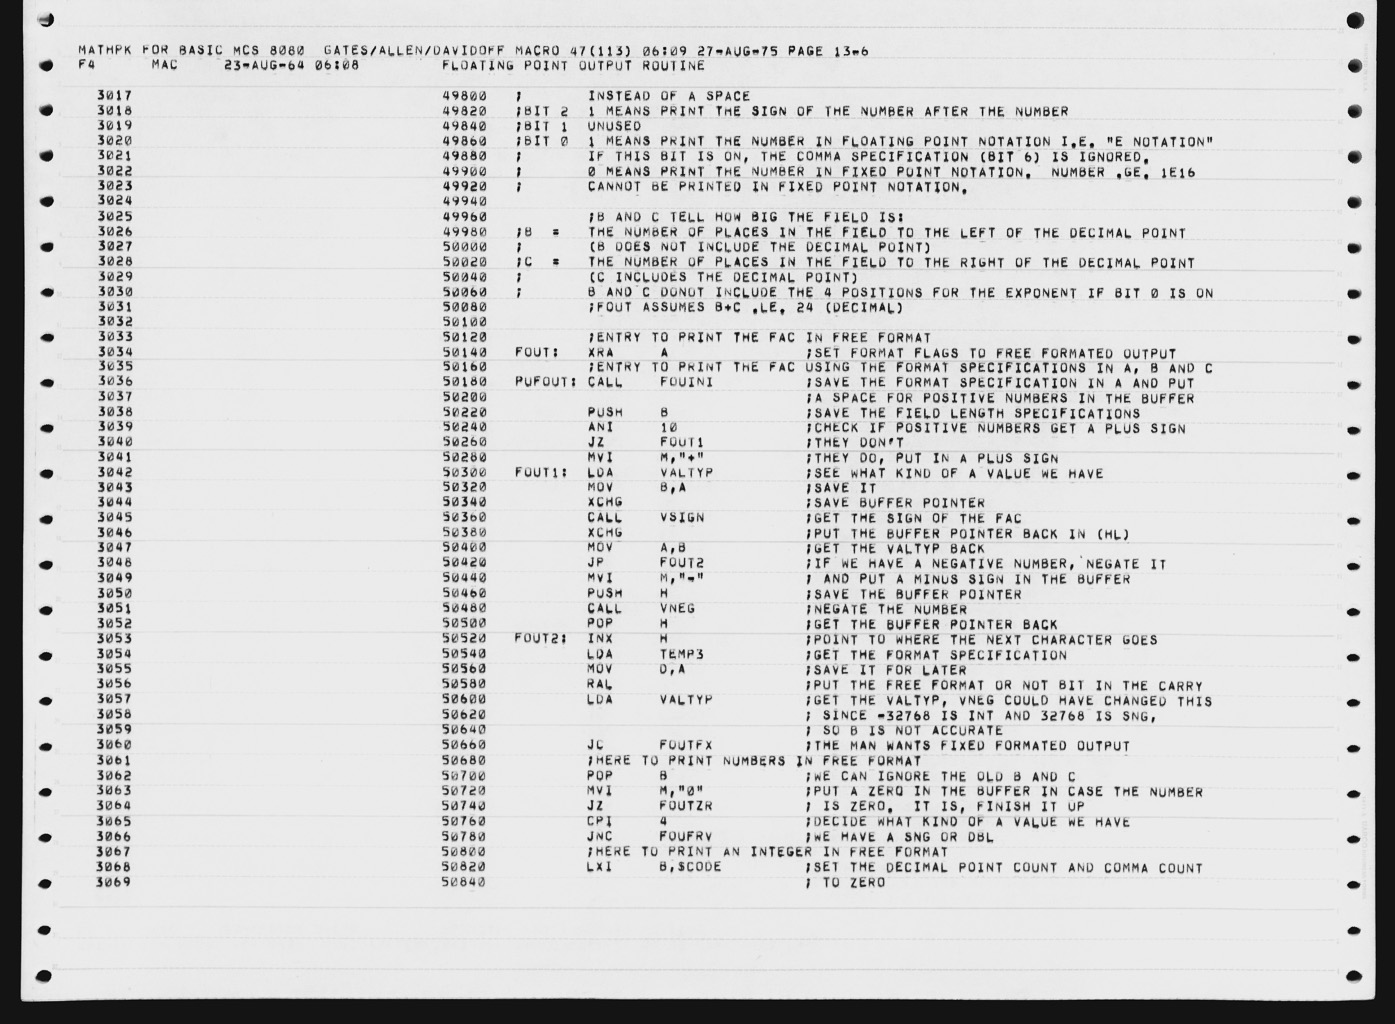 MATHPK FOR BASIC MCS 8080  GATES/ALLEN/DAVIDOFF MACRO 47(113) 06:09 27-AUG-75 PAGE 13-6
F4      MAC     23-AUG-64 06:08         FLOATING POINT OUTPUT ROUTINE
3017 49800 ; INSTEAD OF A SPACE
3018 49820 ;BIT 2 1 MEANS PRINT THE SIGN OF THE NUMBER AFTER THE NUMBER
3019 49840 ;BIT 1 UNUSED
3020 49860 ;BIT 0 1 MEANS PRINT THE NUMBER IN FLOATING POINT NOTATION I.E. "E NOTATION"
3021 49880 ; IF THIS BIT IS ON, THE COMMA SPECIFICATION (BIT 6) IS IGNORED.
3022 49900 ; 0 MEANS PRINT THE NUMBER IN FIXED POINT NOTATION.  NUMBER .GE. 1E16
3023 49920 ; CANNOT BE PRINTED IN FIXED POINT NOTATION.
3024 49940
3025 49960 ;B AND C TELL HOW BIG THE FIELD IS:
3026 49980 ;B = THE NUMBER OF PLACES IN THE FIELD TO THE LEFT OF THE DECIMAL POINT
3027 50000 ; (B DOES NOT INCLUDE THE DECIMAL POINT)
3028 50020 ;C = THE NUMBER OF PLACES IN THE FIELD TO THE RIGHT OF THE DECIMAL POINT
3029 50040 ; (C INCLUDES THE DECIMAL POINT)
3030 50060 ; B AND C DONOT INCLUDE THE 4 POSITIONS FOR THE EXPONENT IF BIT 0 IS ON
3031 50080 ;FOUT ASSUMES B+C .LE. 24 (DECIMAL)
3032 50100
3033 50120 ;ENTRY TO PRINT THE FAC IN FREE FORMAT
3034 50140 FOUT: XRA A ;SET FORMAT FLAGS TO FREE FORMATED OUTPUT
3035 50160 ;ENTRY TO PRINT THE FAC USING THE FORMAT SPECIFICATIONS IN A, B AND C
3036 50180 PUFOUT: CALL FOUINI ;SAVE THE FORMAT SPECIFICATION IN A AND PUT
3037 50200 ;A SPACE FOR POSITIVE NUMBERS IN THE BUFFER
3038 50220 PUSH B ;SAVE THE FIELD LENGTH SPECIFICATIONS
3039 50240 ANI 10 ;CHECK IF POSITIVE NUMBERS GET A PLUS SIGN
3040 50260 JZ FOUT1 ;THEY DON'T
3041 50280 MVI M,"+" ;THEY DO, PUT IN A PLUS SIGN
3042 50300 FOUT1: LDA VALTYP ;SEE WHAT KIND OF A VALUE WE HAVE
3043 50320 MOV B,A ;SAVE IT
3044 50340 XCHG ;SAVE BUFFER POINTER
3045 50360 CALL VSIGN ;GET THE SIGN OF THE FAC
3046 50380 XCHG ;PUT THE BUFFER POINTER BACK IN (HL)
3047 50400 MOV A,B ;GET THE VALTYP BACK
3048 50420 JP FOUT2 ;IF WE HAVE A NEGATIVE NUMBER, NEGATE IT
3049 50440 MVI M,"-" ; AND PUT A MINUS SIGN IN THE BUFFER
3050 50460 PUSH H ;SAVE THE BUFFER POINTER
3051 50480 CALL VNEG ;NEGATE THE NUMBER
3052 50500 POP H ;GET THE BUFFER POINTER BACK
3053 50520 FOUT2: INX H ;POINT TO WHERE THE NEXT CHARACTER GOES
3054 50540 LDA TEMP3 ;GET THE FORMAT SPECIFICATION
3055 50560 MOV D,A ;SAVE IT FOR LATER
3056 50580 RAL ;PUT THE FREE FORMAT OR NOT BIT IN THE CARRY
3057 50600 LDA VALTYP ;GET THE VALTYP, VNEG COULD HAVE CHANGED THIS
3058 50620 ; SINCE -32768 IS INT AND 32768 IS SNG,
3059 50640 ; SO B IS NOT ACCURATE
3060 50660 JC FOUTFX ;THE MAN WANTS FIXED FORMATED OUTPUT
3061 50680 ;HERE TO PRINT NUMBERS IN FREE FORMAT
3062 50700 POP B ;WE CAN IGNORE THE OLD B AND C
3063 50720 MVI M,"0" ;PUT A ZERO IN THE BUFFER IN CASE THE NUMBER
3064 50740 JZ FOUTZR ; IS ZERO.  IT IS, FINISH IT UP
3065 50760 CPI 4 ;DECIDE WHAT KIND OF A VALUE WE HAVE
3066 50780 JNC FOUFRV ;WE HAVE A SNG OR DBL
3067 50800 ;HERE TO PRINT AN INTEGER IN FREE FORMAT
3068 50820 LXI B,$CODE ;SET THE DECIMAL POINT COUNT AND COMMA COUNT
3069 50840 ; TO ZERO